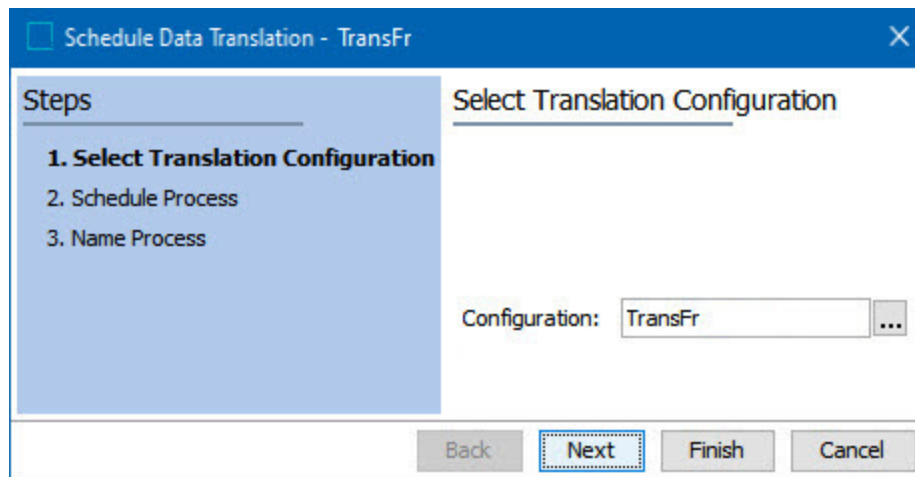 Schedule Data Translation - TransFr
Steps
1. Select Translation Configuration
2. Schedule Process
3. Name Process
Select Translation Configuration
Configuration: TransFr ...
Back Next Finish Cancel